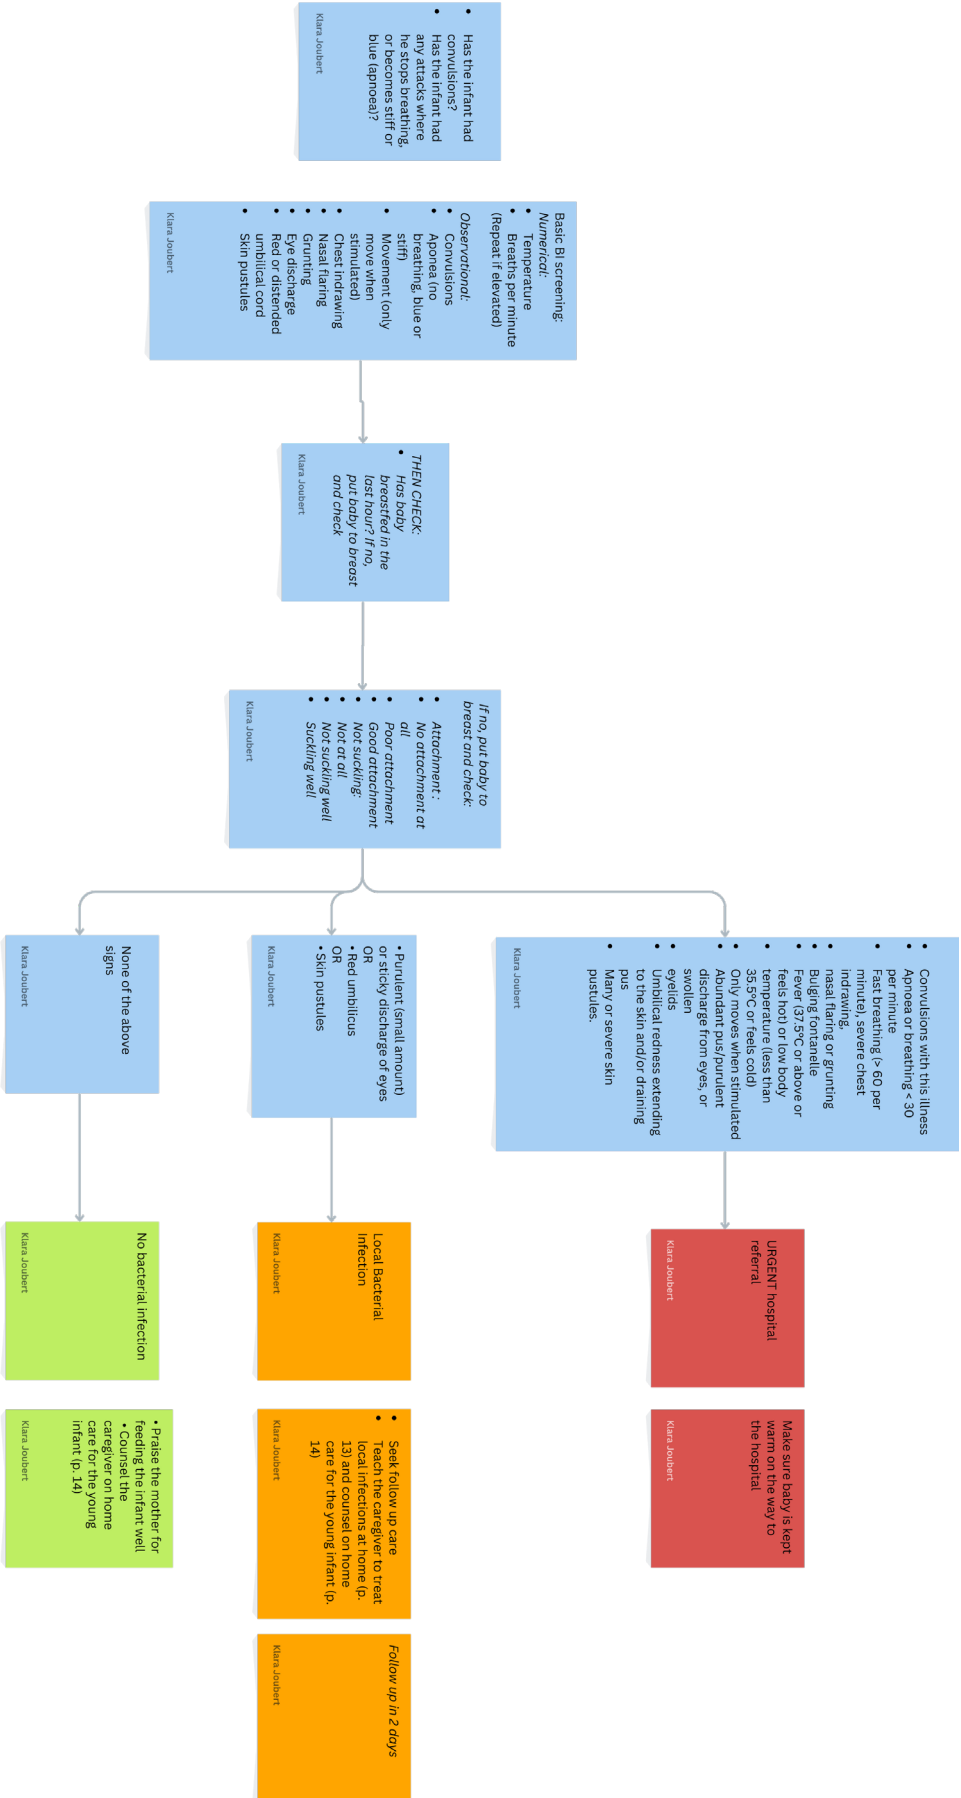 • Has the infant had
convulsions?
• Has the infant had
any attacks where
he stops breathing,
or becomes stiff or
blue (apnoea)?
Klara Joubert
Basic BI screening:
Numerical:
• Temperature
• Breaths per minute
(Repeat if elevated)
Observational:
• Convulsions
• Aponea (no
breathing, blue or
stiff)
• Movement (only
move when
stimulated)
• Chest indrawing
• Nasal flaring
• Grunting
• Eye discharge
• Red or distended
umbilical cord
• Skin pustules
Klara Joubert
THEN CHECK:
• Has baby
breastfed in the
last hour? If no,
put baby to breast
and check
Klara Joubert
If no, put baby to
breast and check:
• Attachment :
• No attachment at
all
• Poor attachment
• Good attachment
• Not suckling:
• Not at all
• Not suckling well
• Suckling well
Klara Joubert
• Convulsions with this illness
• Apnoea or breathing < 30
per minute
• Fast breathing (> 60 per
minute), severe chest
indrawing,
• nasal flaring or grunting
• Bulging fontanelle
• Fever (37.5°C or above or
feels hot) or low body
• temperature (less than
35.5°C or feels cold)
• Only moves when stimulated
• Abundant pus/purulent
discharge from eyes, or
swollen
• eyelids
• Umbilical redness extending
to the skin and/or draining
pus
• Many or severe skin
pustules.
Klara Joubert
URGENT hospital
referral
Klara Joubert
Make sure baby is kept
warm on the way to
the hospital
Klara Joubert
• Purulent (small amount)
or sticky discharge of eyes
OR
• Red umbilicus
OR
• Skin pustules
Klara Joubert
Local Bacterial
Infection
Klara Joubert
• Seek follow up care
• Teach the caregiver to treat
local infections at home (p.
13) and counsel on home
care for the young infant (p.
14)
Klara Joubert
Follow up in 2 days
Klara Joubert
None of the above
signs
Klara Joubert
No bacterial infection
Klara Joubert
• Praise the mother for
feeding the infant well
• Counsel the
caregiver on home
care for the young
infant (p. 14)
Klara Joubert